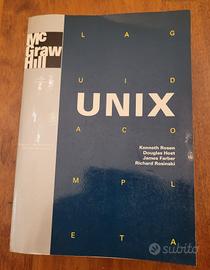 Mc
Graw
Hill
L A G
U I D
UNIX
A C O
Kenneth Rosen
Douglas Host
James Farber
Richard Rosinski
M P L
E T A
subito